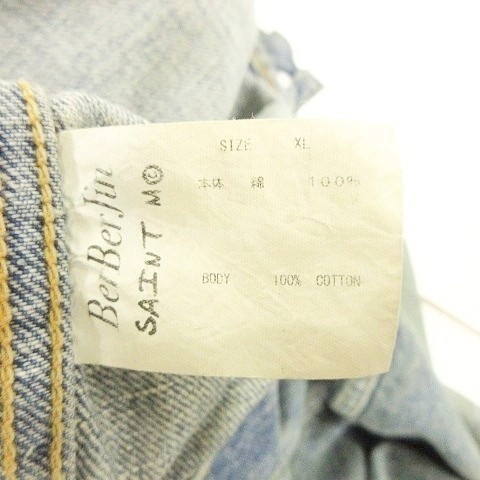 SIZE XL
本体 綿 100%
BODY 100% COTTON
BerBerJin
SAINT M